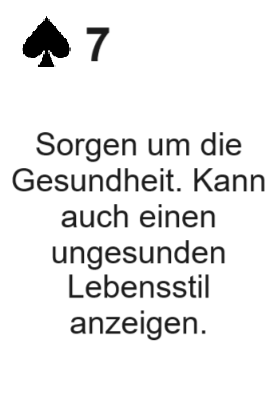 ♠ 7
Sorgen um die
Gesundheit. Kann
auch einen
ungesunden
Lebensstil
anzeigen.